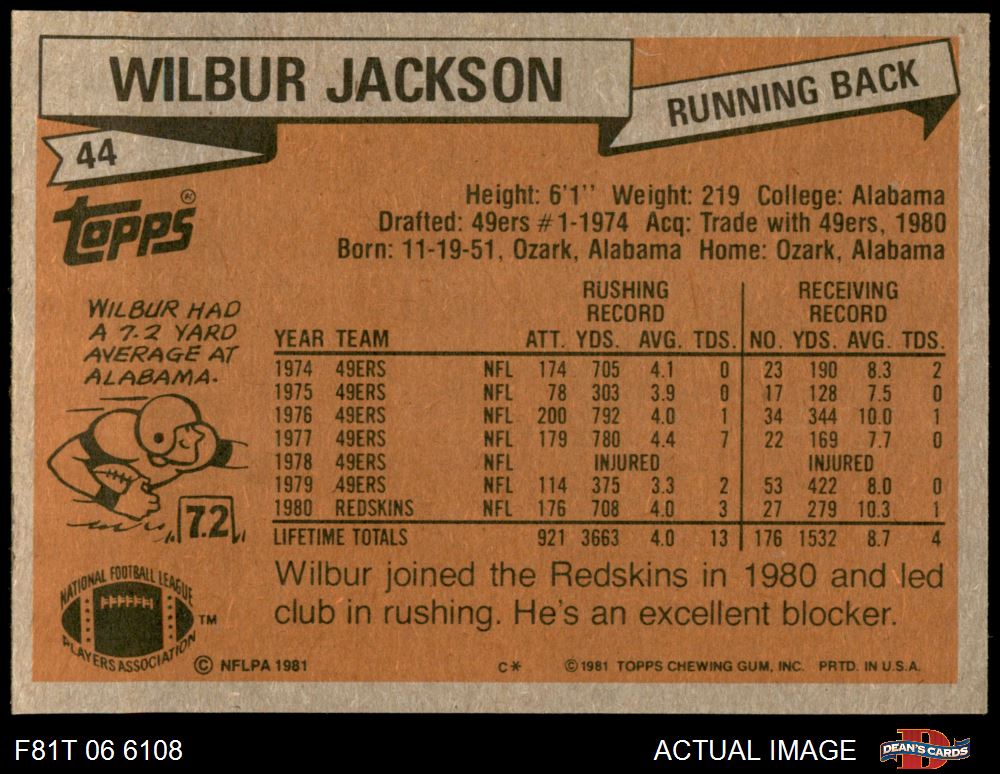 WILBUR JACKSON
RUNNING BACK
44
TOPPS®
Height: 6'1'' Weight: 219 College: Alabama
Drafted: 49ers #1-1974 Acq: Trade with 49ers, 1980
Born: 11-19-51, Ozark, Alabama Home: Ozark, Alabama
WILBUR HAD
A 7.2 YARD
AVERAGE AT
ALABAMA.
7.2
RUSHING RECEIVING
RECORD RECORD
YEAR TEAM ATT. YDS. AVG. TDS. NO. YDS. AVG. TDS.
1974 49ERS NFL 174 705 4.1 0 23 190 8.3 2
1975 49ERS NFL 78 303 3.9 0 17 128 7.5 0
1976 49ERS NFL 200 792 4.0 1 34 344 10.0 1
1977 49ERS NFL 179 780 4.4 7 22 169 7.7 0
1978 49ERS NFL INJURED INJURED
1979 49ERS NFL 114 375 3.3 2 53 422 8.0 0
1980 REDSKINS NFL 176 708 4.0 3 27 279 10.3 1
LIFETIME TOTALS 921 3663 4.0 13 176 1532 8.7 4
Wilbur joined the Redskins in 1980 and led
club in rushing. He's an excellent blocker.
NATIONAL FOOTBALL LEAGUE
PLAYERS ASSOCIATION
TM
© NFLPA 1981
C* ©1981 TOPPS CHEWING GUM, INC. PRTD. IN U.S.A.
F81T 06 6108
ACTUAL IMAGE
DEAN'S CARDS